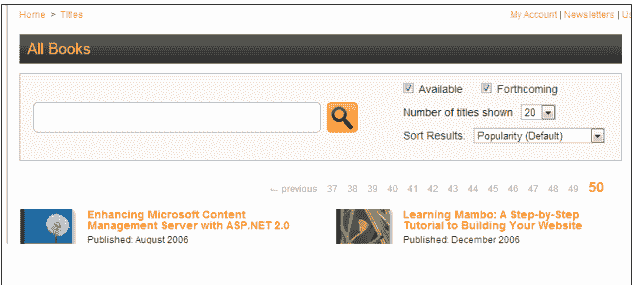 Home > Titles
My Account | Newsletters | Us
All Books
Available Forthcoming
Number of titles shown 20
Sort Results: Popularity (Default)
← previous 37 38 39 40 41 42 43 44 45 46 47 48 49 50
Enhancing Microsoft Content
Management Server with ASP.NET 2.0
Published: August 2006
Learning Mambo: A Step-by-Step
Tutorial to Building Your Website
Published: December 2006